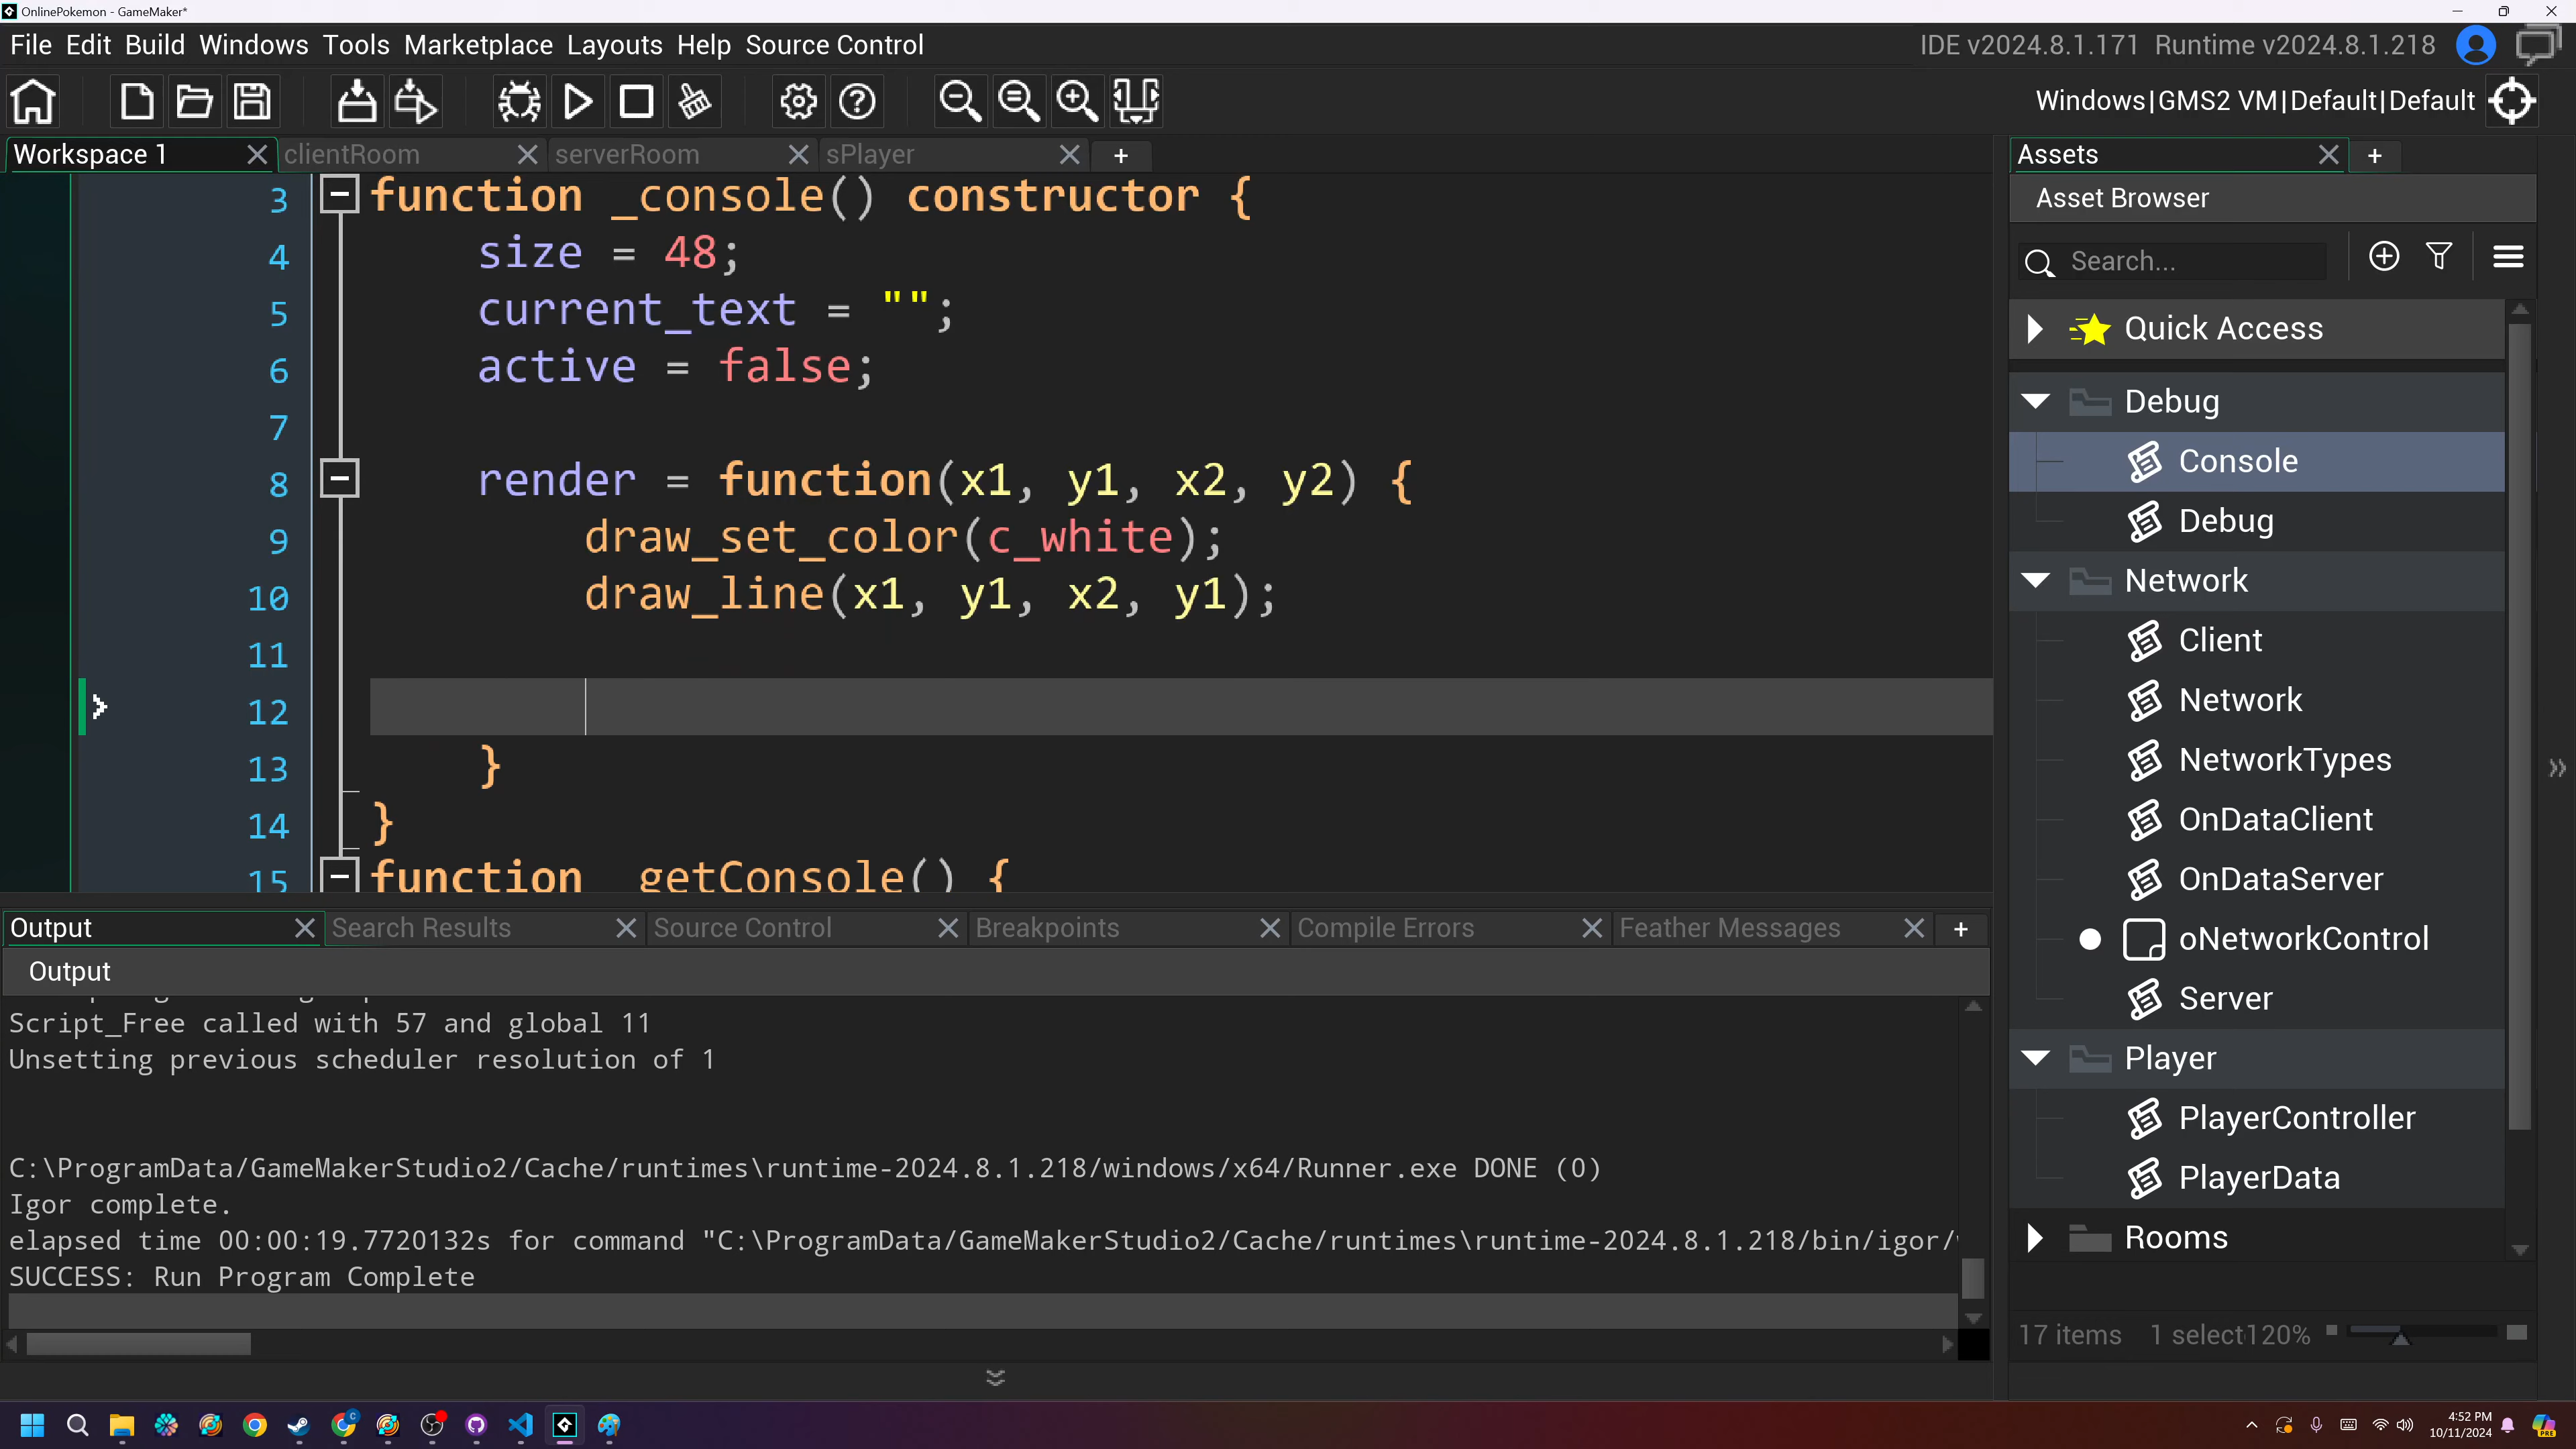 OnlinePokemon - GameMaker*
File Edit Build Windows Tools Marketplace Layouts Help Source Control
IDE v2024.8.1.171 Runtime v2024.8.1.218
Windows|GMS2 VM|Default|Default
Workspace 1 clientRoom serverRoom sPlayer +
3 function _console() constructor {
4 size = 48;
5 current_text = "";
6 active = false;
7
8 render = function(x1, y1, x2, y2) {
9 draw_set_color(c_white);
10 draw_line(x1, y1, x2, y1);
11
12
13 }
14 }
15 function getConsole() {
Assets +
Asset Browser
Search...
Quick Access
Debug
Console
Debug
Network
Client
Network
NetworkTypes
OnDataClient
OnDataServer
oNetworkControl
Server
Player
PlayerController
PlayerData
Rooms
17 items 1 select 120%
Output Search Results Source Control Breakpoints Compile Errors Feather Messages +
Output
Script_Free called with 57 and global 11
Unsetting previous scheduler resolution of 1
C:\ProgramData/GameMakerStudio2/Cache/runtimes\runtime-2024.8.1.218/windows/x64/Runner.exe DONE (0)
Igor complete.
elapsed time 00:00:19.7720132s for command "C:\ProgramData/GameMakerStudio2/Cache/runtimes\runtime-2024.8.1.218/bin/igor/
SUCCESS: Run Program Complete
4:52 PM
10/11/2024
PRE